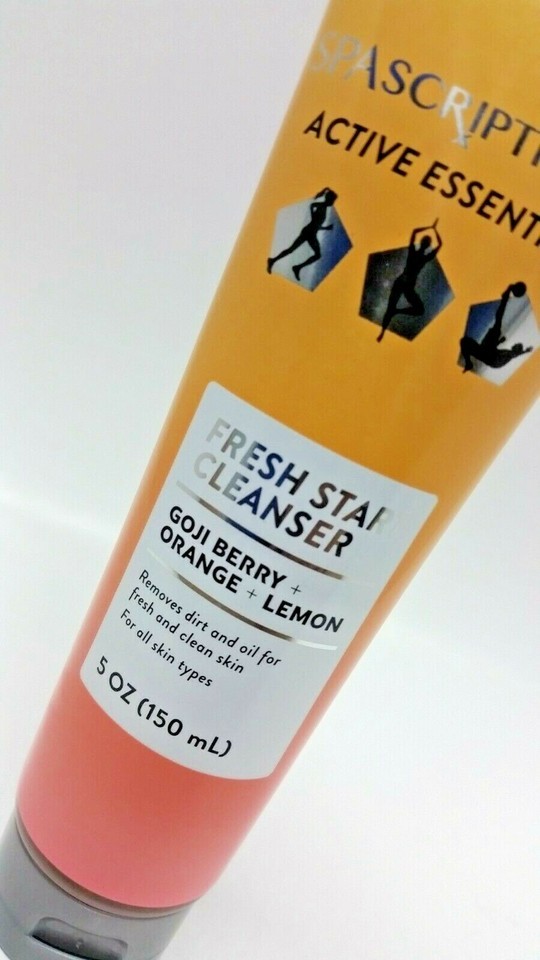 SPASCRIPTI
ACTIVE ESSENTI
FRESH STAR
CLEANSER
GOJI BERRY +
ORANGE + LEMON
Removes dirt and oil for
fresh and clean skin
For all skin types
5 OZ (150 mL)